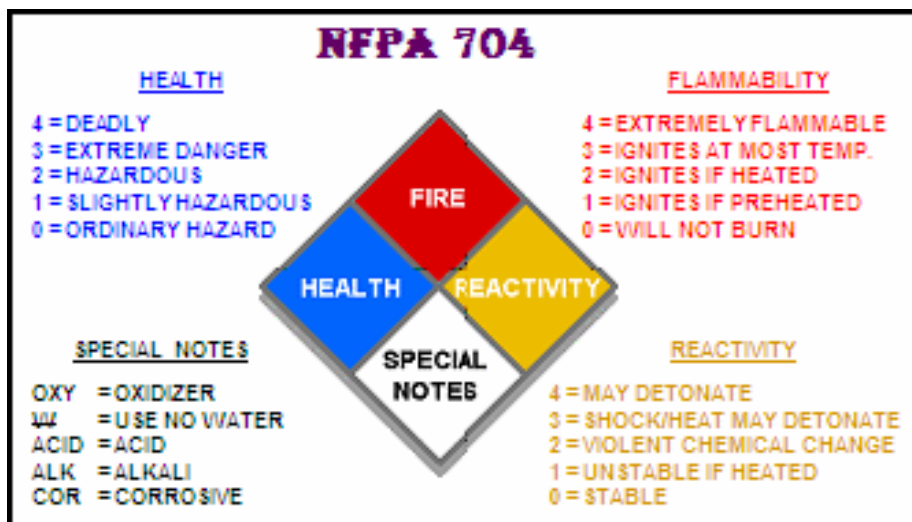 NFPA 704
HEALTH
4 = DEADLY
3 = EXTREME DANGER
2 = HAZARDOUS
1 = SLIGHTLY HAZARDOUS
0 = ORDINARY HAZARD
FLAMMABILITY
4 = EXTREMELY FLAMMABLE
3 = IGNITES AT MOST TEMP.
2 = IGNITES IF HEATED
1 = IGNITES IF PREHEATED
0 = WILL NOT BURN
FIRE
HEALTH
REACTIVITY
SPECIAL
NOTES
SPECIAL NOTES
OXY = OXIDIZER
W = USE NO WATER
ACID = ACID
ALK = ALKALI
COR = CORROSIVE
REACTIVITY
4 = MAY DETONATE
3 = SHOCK/HEAT MAY DETONATE
2 = VIOLENT CHEMICAL CHANGE
1 = UNSTABLE IF HEATED
0 = STABLE